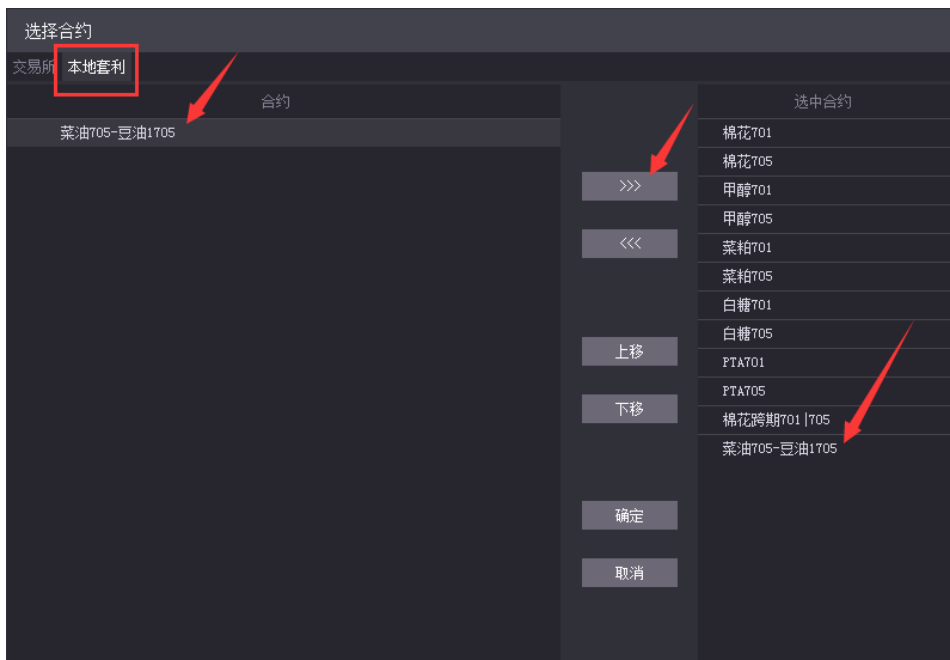 选择合约
交易所 本地套利
合约
菜油705-豆油1705
>>>
<<<
上移
下移
确定
取消
选中合约
棉花701
棉花705
甲醇701
甲醇705
菜粕701
菜粕705
白糖701
白糖705
PTA701
PTA705
棉花跨期701|705
菜油705-豆油1705